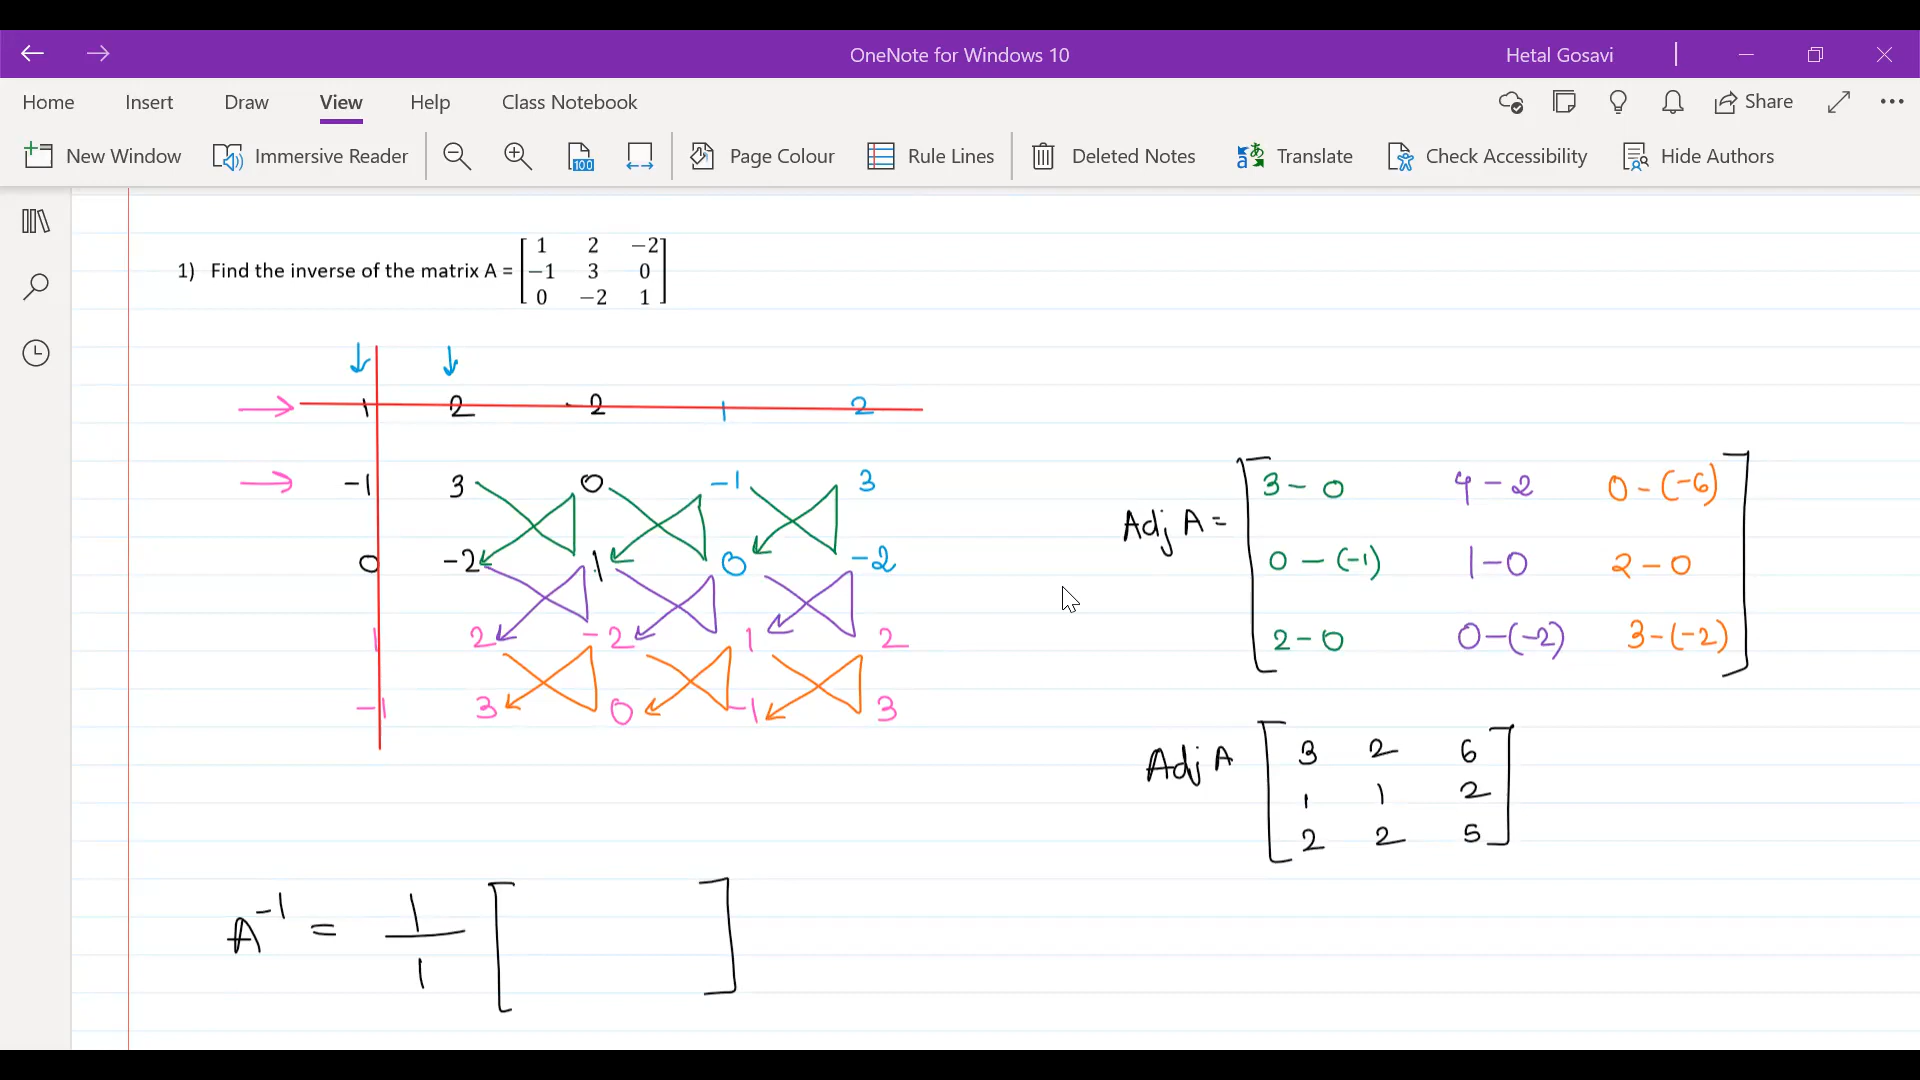 OneNote for Windows 10
Hetal Gosavi
Home Insert Draw View Help Class Notebook
Share
New Window Immersive Reader 100 Page Colour Rule Lines Deleted Notes Translate Check Accessibility Hide Authors
1) Find the inverse of the matrix A = [1 2 −2
−1 3 0
0 −2 1]
1 2 -2 1 2
-1 3 0 -1 3
0 -2 1 0 -2
1 2 -2 1 2
-1 3 0 -1 3
Adj A = [3 - 0 4 - 2 0 - (-6)
0 - (-1) 1 - 0 2 - 0
2 - 0 0 - (-2) 3 - (-2)]
Adj A [3 2 6
1 1 2
2 2 5]
A⁻¹ = 1/1 [ ]